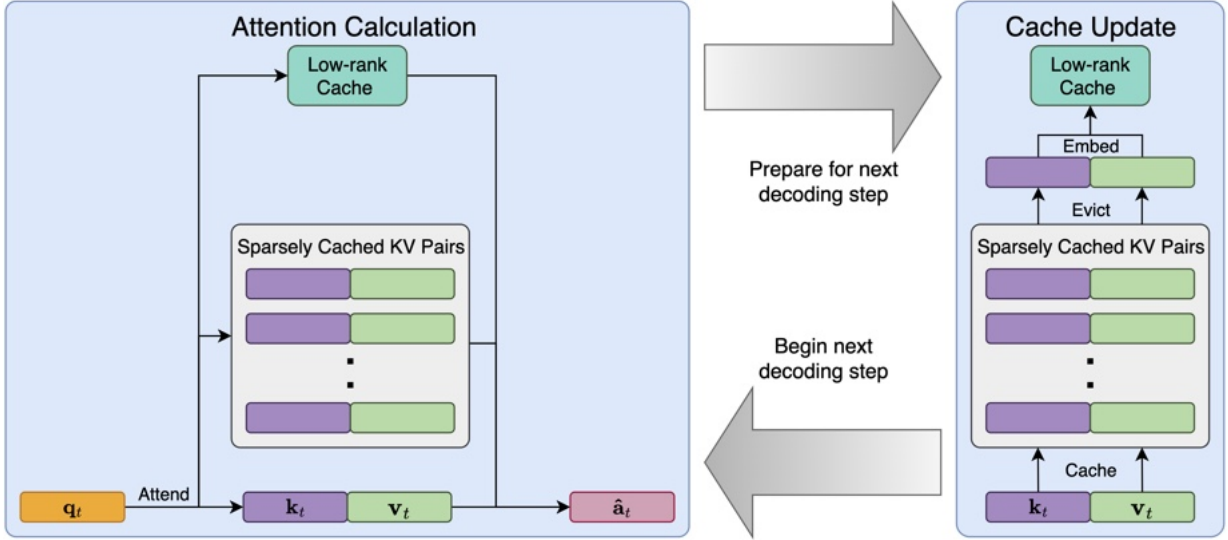 Attention Calculation
Low-rank
Cache
Sparsely Cached KV Pairs
Attend
q_t
k_t
v_t
â_t
Prepare for next
decoding step
Begin next
decoding step
Cache Update
Low-rank
Cache
Embed
Evict
Sparsely Cached KV Pairs
Cache
k_t
v_t